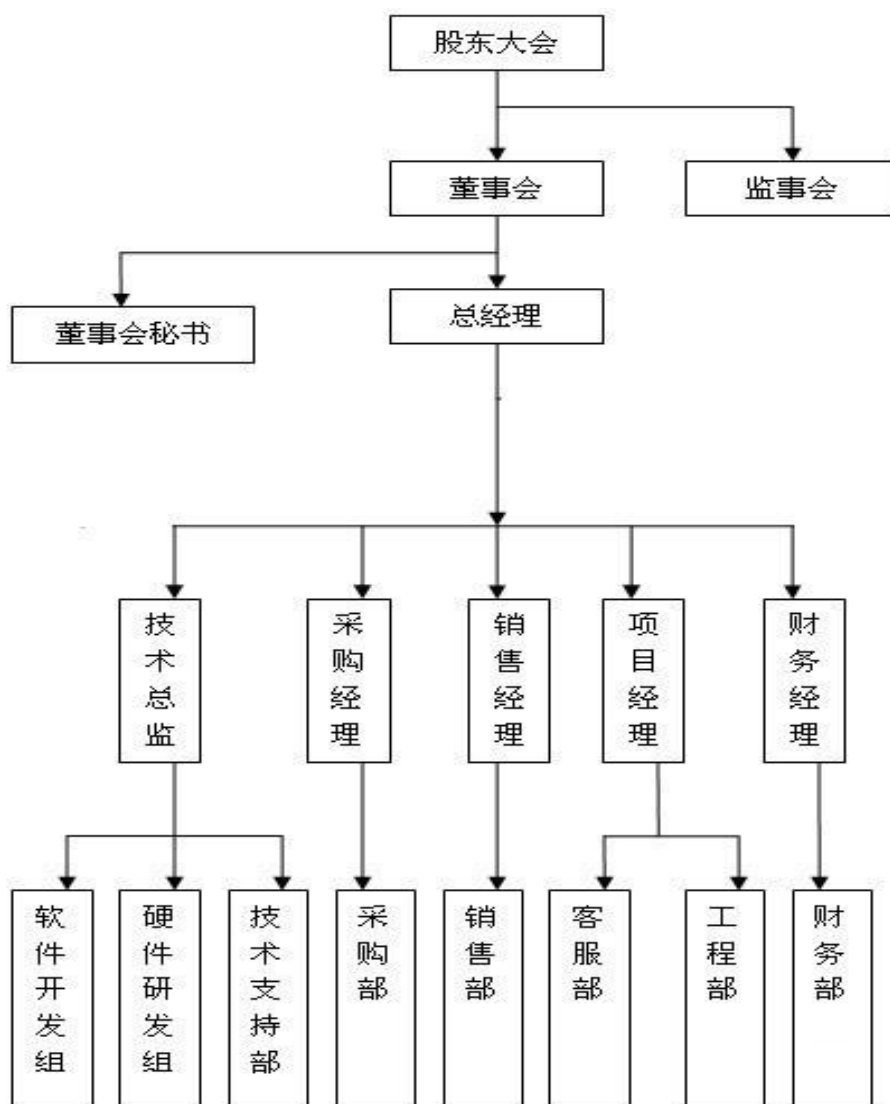 股东大会
董事会
监事会
董事会秘书
总经理
技术总监
采购经理
销售经理
项目经理
财务经理
软件开发组
硬件研发组
技术支持部
采购部
销售部
客服部
工程部
财务部